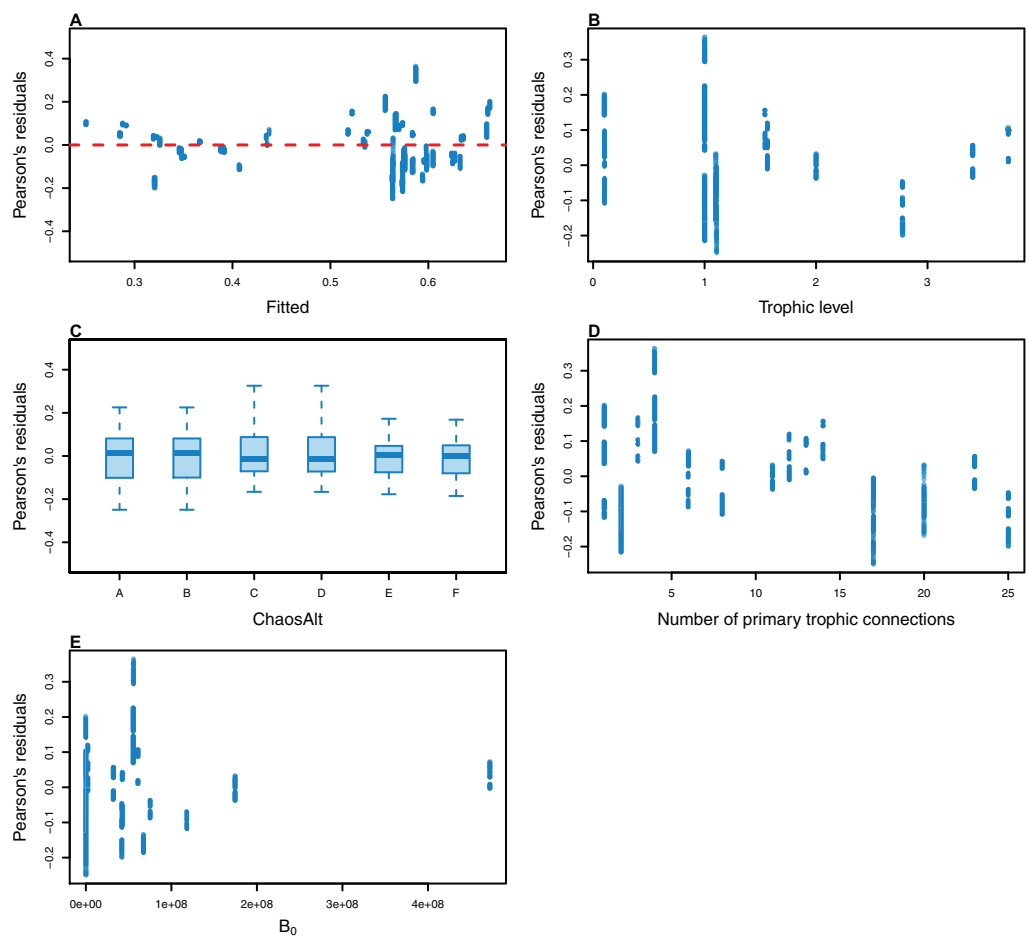 A
Pearson's residuals
0.4
0.2
0.0
−0.2
−0.4
0.3 0.4 0.5 0.6
Fitted
B
Pearson's residuals
0.3
0.2
0.1
0.0
−0.1
−0.2
0 1 2 3
Trophic level
C
Pearson's residuals
0.4
0.2
0.0
−0.2
−0.4
A B C D E F
ChaosAlt
D
Pearson's residuals
0.3
0.2
0.1
0.0
−0.1
−0.2
5 10 15 20 25
Number of primary trophic connections
E
Pearson's residuals
0.3
0.2
0.1
0.0
−0.1
−0.2
0e+00 1e+08 2e+08 3e+08 4e+08
B₀